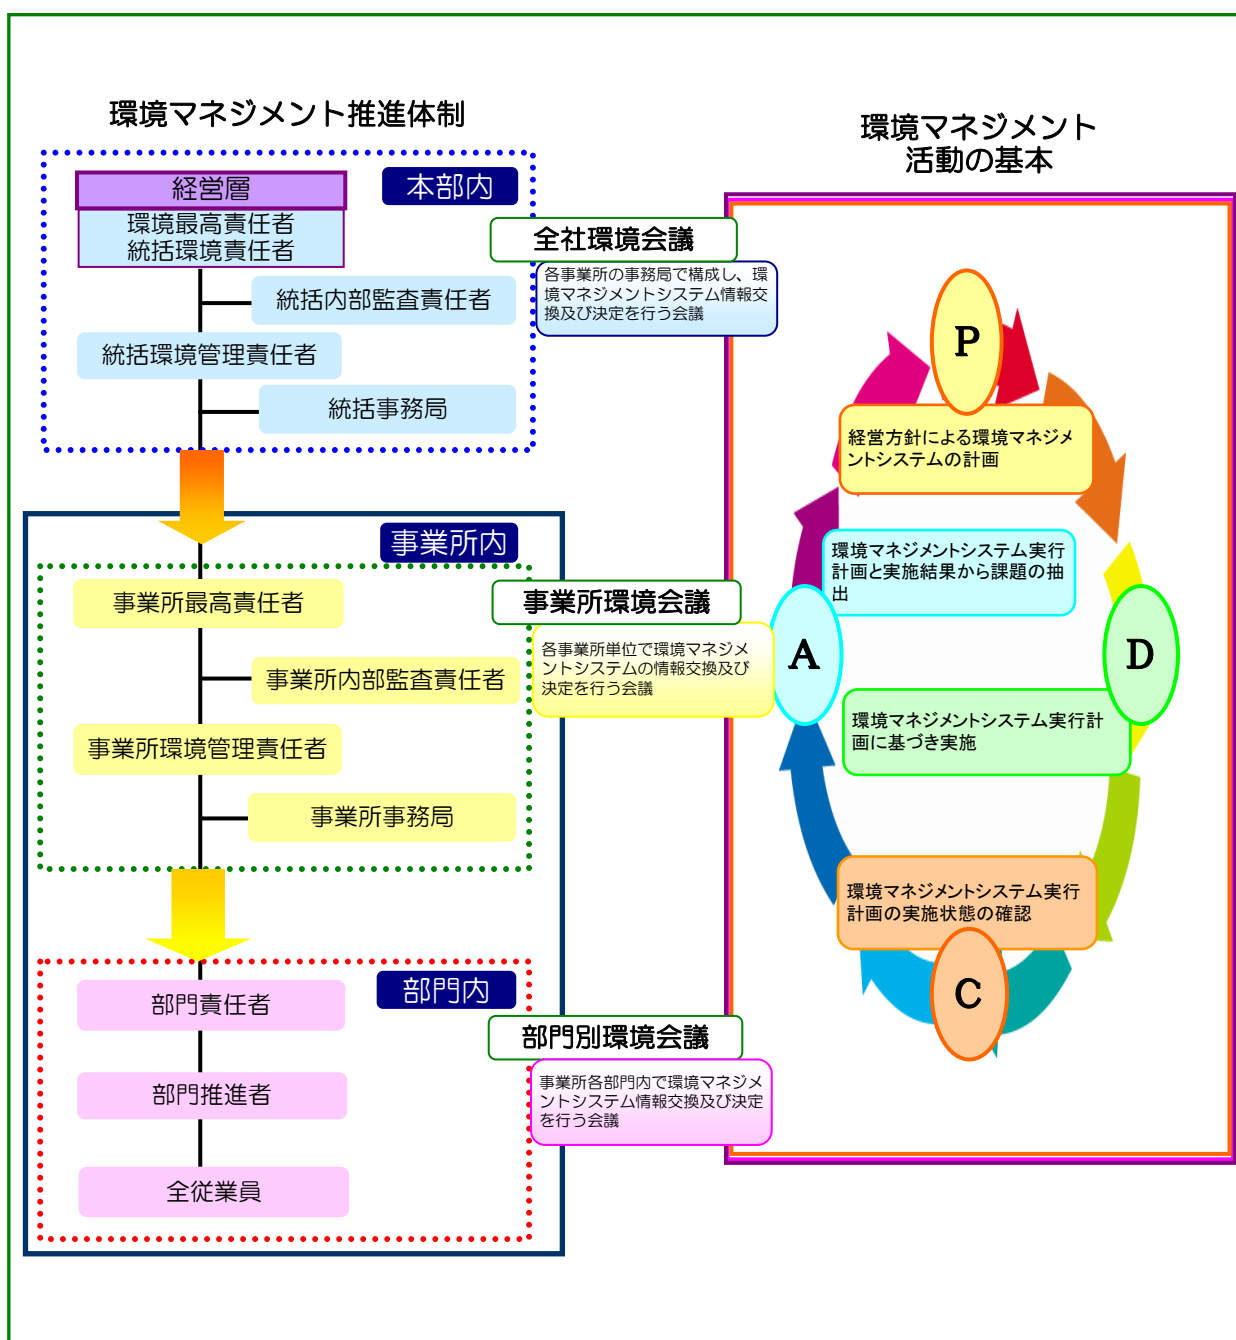 環境マネジメント推進体制
本部内
経営層
環境最高責任者
統括環境責任者
統括内部監査責任者
統括環境管理責任者
統括事務局
全社環境会議
各事業所の事務局で構成し、環
境マネジメントシステム情報交
換及び決定を行う会議
事業所内
事業所最高責任者
事業所内部監査責任者
事業所環境管理責任者
事業所事務局
事業所環境会議
各事業所単位で環境マネジメ
ントシステムの情報交換及び
決定を行う会議
部門内
部門責任者
部門推進者
全従業員
部門別環境会議
事業所各部門内で環境マネジメ
ントシステム情報交換及び決定
を行う会議
環境マネジメント
活動の基本
P
経営方針による環境マネジメ
ントシステムの計画
環境マネジメントシステム実行
計画と実施結果から課題の抽
出
A
D
環境マネジメントシステム実行計
画に基づき実施
環境マネジメントシステム実行
計画の実施状態の確認
C